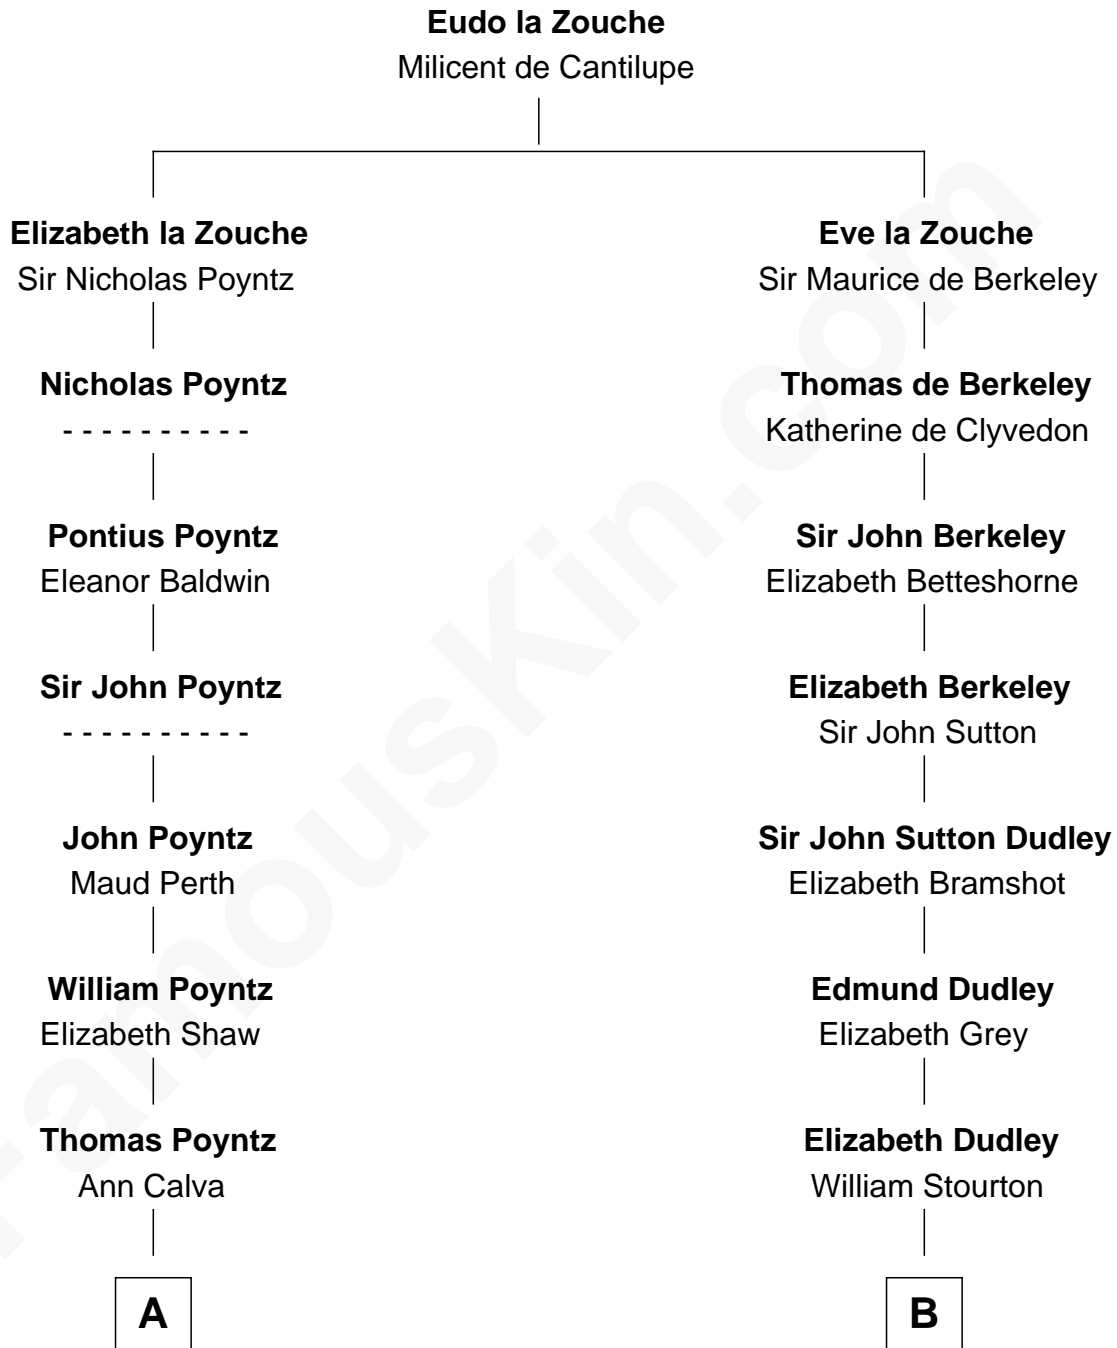 Eudo la Zouche
Milicent de Cantilupe
Elizabeth la Zouche
Sir Nicholas Poyntz
Eve la Zouche
Sir Maurice de Berkeley
Nicholas Poyntz
- - - - - - - - - -
Thomas de Berkeley
Katherine de Clyvedon
Pontius Poyntz
Eleanor Baldwin
Sir John Berkeley
Elizabeth Betteshorne
Sir John Poyntz
- - - - - - - - - -
Elizabeth Berkeley
Sir John Sutton
John Poyntz
Maud Perth
Sir John Sutton Dudley
Elizabeth Bramshot
William Poyntz
Elizabeth Shaw
Edmund Dudley
Elizabeth Grey
Thomas Poyntz
Ann Calva
Elizabeth Dudley
William Stourton
A
B
FamousKin.com